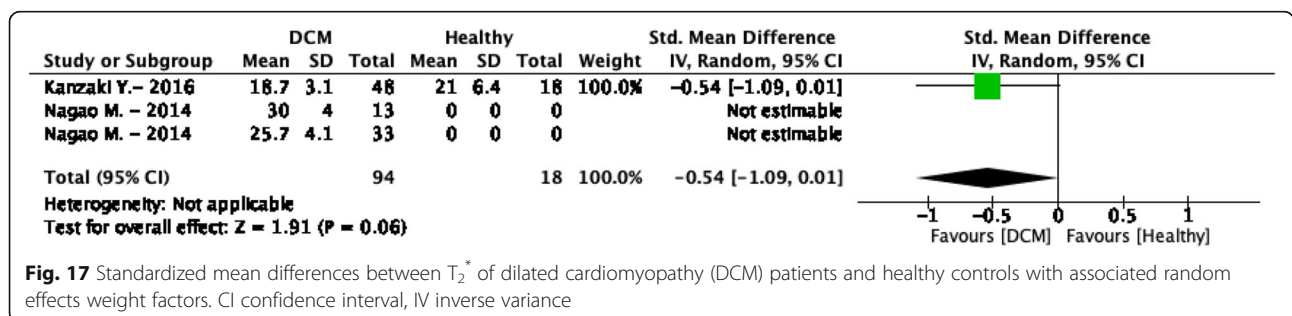 DCM Healthy Std. Mean Difference Std. Mean Difference
Study or Subgroup Mean SD Total Mean SD Total Weight IV, Random, 95% CI IV, Random, 95% CI
Kanzaki Y.– 2016 18.7 3.1 48 21 6.4 18 100.0% −0.54 [−1.09, 0.01]
Nagao M. – 2014 30 4 13 0 0 0 Not estimable
Nagao M. – 2014 25.7 4.1 33 0 0 0 Not estimable
Total (95% CI) 94 18 100.0% −0.54 [−1.09, 0.01]
Heterogeneity: Not applicable
Test for overall effect: Z = 1.91 (P = 0.06)
−1 −0.5 0 0.5 1
Favours [DCM] Favours [Healthy]
Fig. 17 Standardized mean differences between T2* of dilated cardiomyopathy (DCM) patients and healthy controls with associated random
effects weight factors. CI confidence interval, IV inverse variance